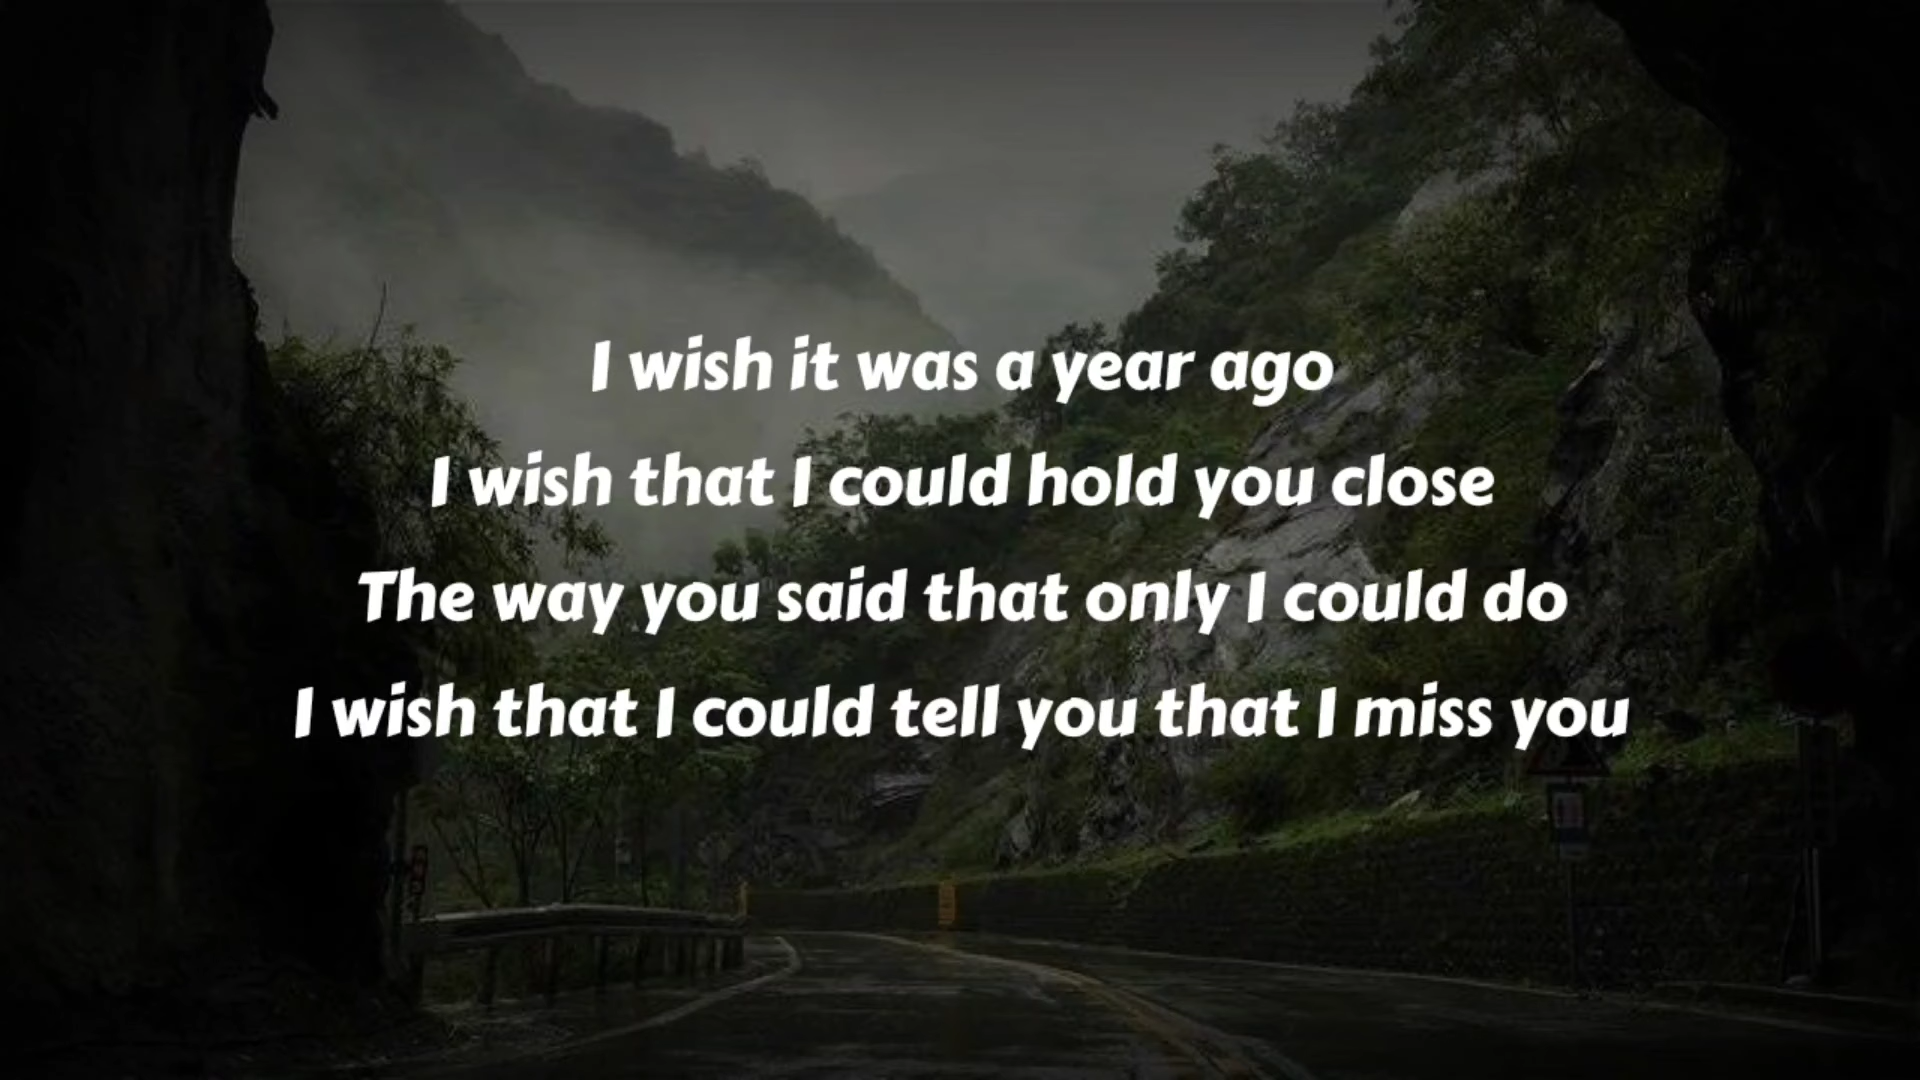 I wish it was a year ago
I wish that I could hold you close
The way you said that only I could do
I wish that I could tell you that I miss you